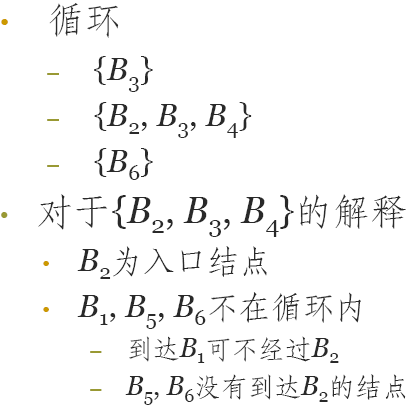 • 循环
– {B₃}
– {B₂, B₃, B₄}
– {B₆}
• 对于{B₂, B₃, B₄}的解释
• B₂为入口结点
• B₁, B₅, B₆不在循环内
– 到达B₁可不经过B₂
– B₅, B₆没有到达B₂的结点